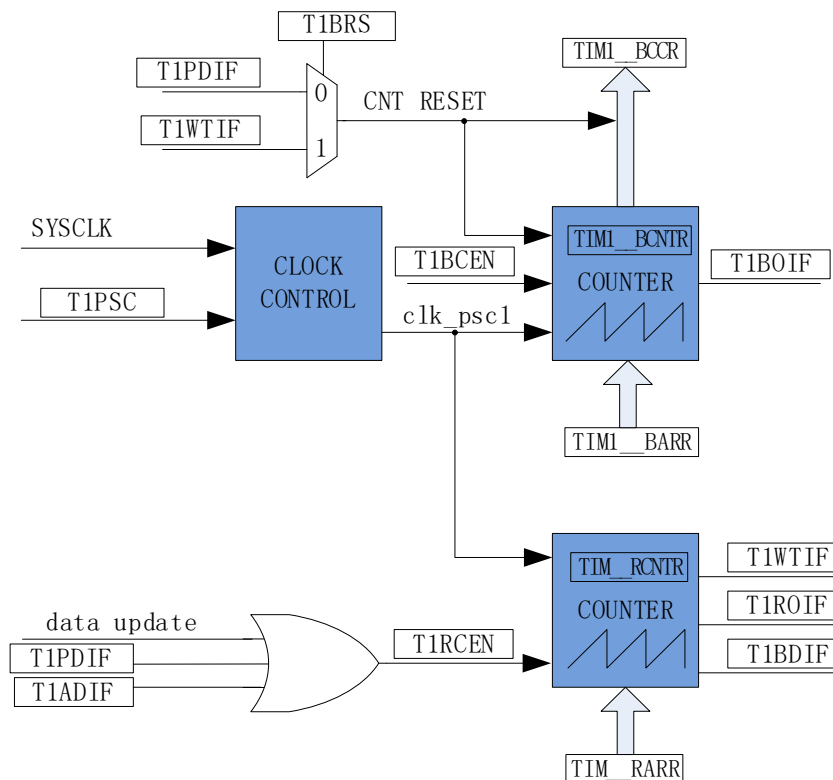 T1BRS
TIM1__BCCR
T1PDIF
0
CNT RESET
T1WTIF
1
SYSCLK
TIM1__BCNTR
CLOCK
CONTROL
T1BCEN
COUNTER
T1BOIF
T1PSC
clk_psc1
TIM1__BARR
TIM__RCNTR
T1WTIF
COUNTER
T1ROIF
data update
T1RCEN
T1BDIF
T1PDIF
T1ADIF
TIM__RARR